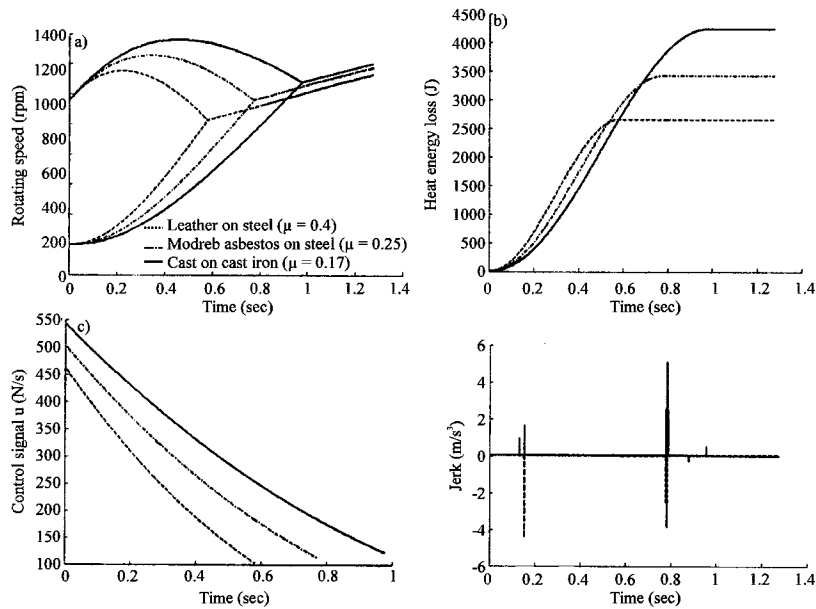 a)
1400
1200
1000
800
600
400
200
0
Rotating speed (rpm)
Leather on steel (μ = 0.4)
Modreb asbestos on steel (μ = 0.25)
Cast on cast iron (μ = 0.17)
0 0.2 0.4 0.6 0.8 1 1.2 1.4
Time (sec)
b)
4500
4000
3500
3000
2500
2000
1500
1000
500
0
Heat energy loss (J)
0 0.2 0.4 0.6 0.8 1 1.2 1.4
Time (sec)
c)
550
500
450
400
350
300
250
200
150
100
Control signal u (N/s)
0 0.2 0.4 0.6 0.8 1
Time (sec)
6
4
2
0
-2
-4
-6
Jerk (m/s³)
0 0.2 0.4 0.6 0.8 1.0 1.2 1.4
Time (sec)